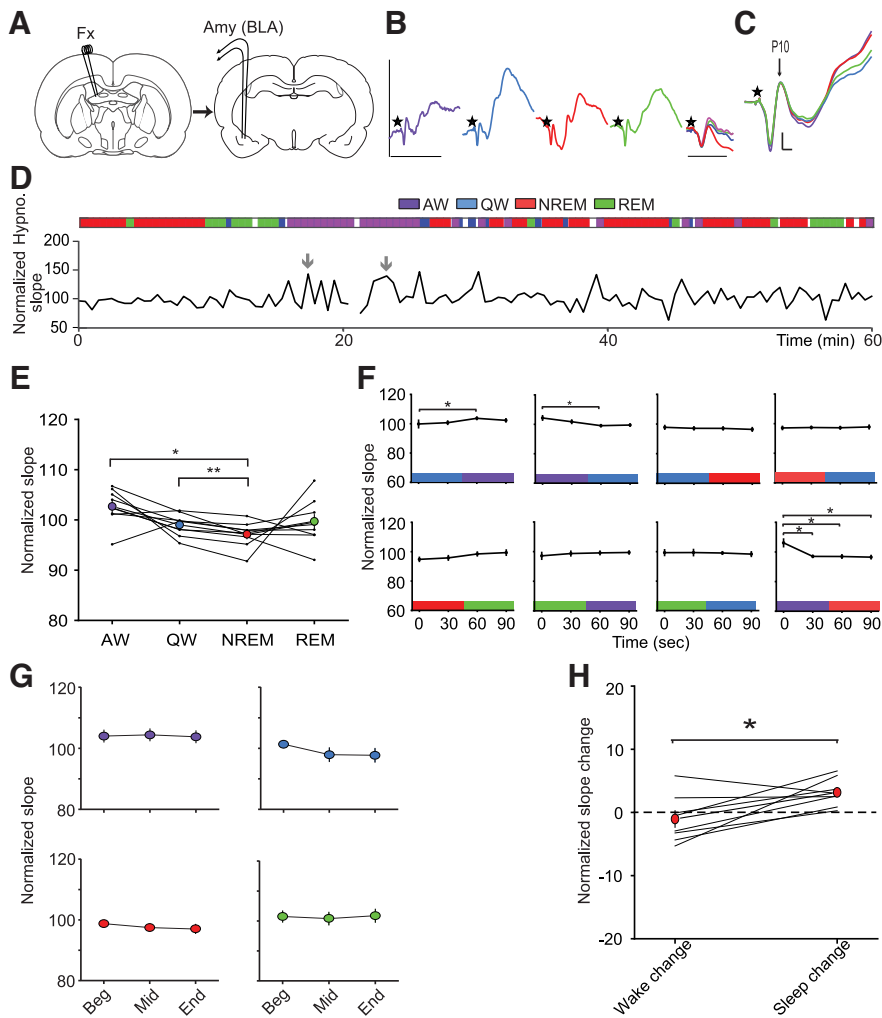 A
Fx
Amy (BLA)
B
★ ★ ★ ★ ★
C
P10
★
D
AW QW NREM REM
Hypno.
Normalized slope
200
150
100
50
0 20 40 60
Time (min)
E
Normalized slope
120
110
100
90
80
*
**
AW QW NREM REM
F
Normalized slope
120
100
80
60
*
*
120
100
80
60
*
*
*
0 30 60 90 0 30 60 90 0 30 60 90 0 30 60 90
Time (sec)
G
Normalized slope
120
100
80
Normalized slope
120
100
80
Beg Mid End Beg Mid End
H
Normalized slope change
20
10
0
-10
-20
*
Wake change Sleep change